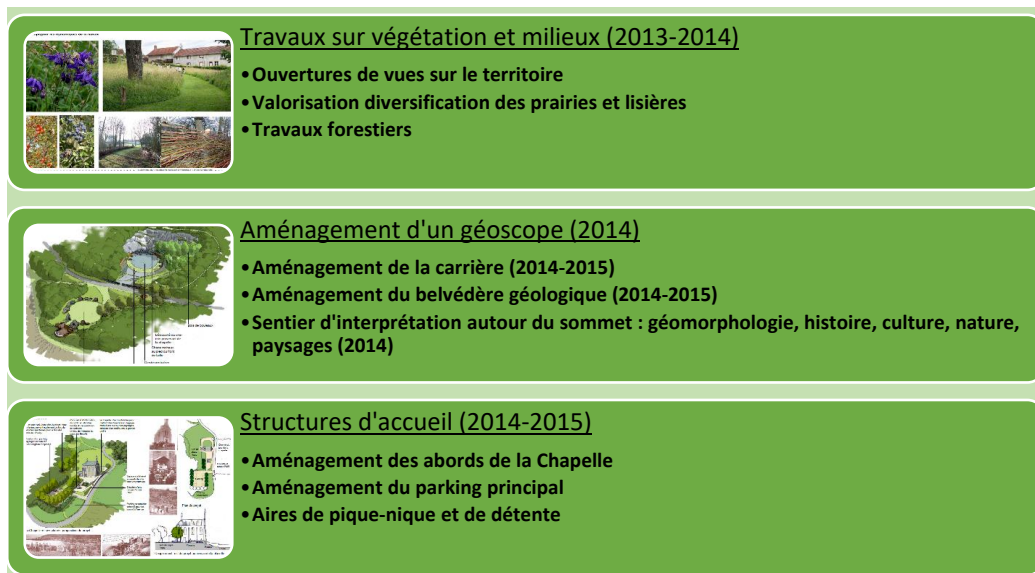 Travaux sur végétation et milieux (2013-2014)
•Ouvertures de vues sur le territoire
•Valorisation diversification des prairies et lisières
•Travaux forestiers
Aménagement d'un géoscope (2014)
•Aménagement de la carrière (2014-2015)
•Aménagement du belvédère géologique (2014-2015)
•Sentier d'interprétation autour du sommet : géomorphologie, histoire, culture, nature,
paysages (2014)
Structures d'accueil (2014-2015)
•Aménagement des abords de la Chapelle
•Aménagement du parking principal
•Aires de pique-nique et de détente